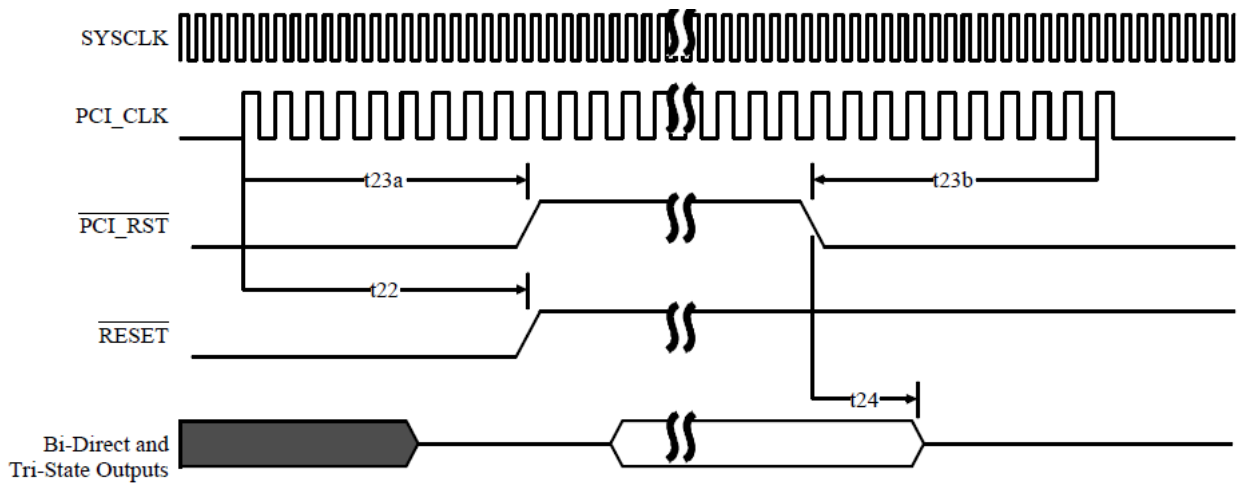 SYSCLK
PCI_CLK
t23a
t23b
PCI_RST
t22
RESET
t24
Bi-Direct and
Tri-State Outputs